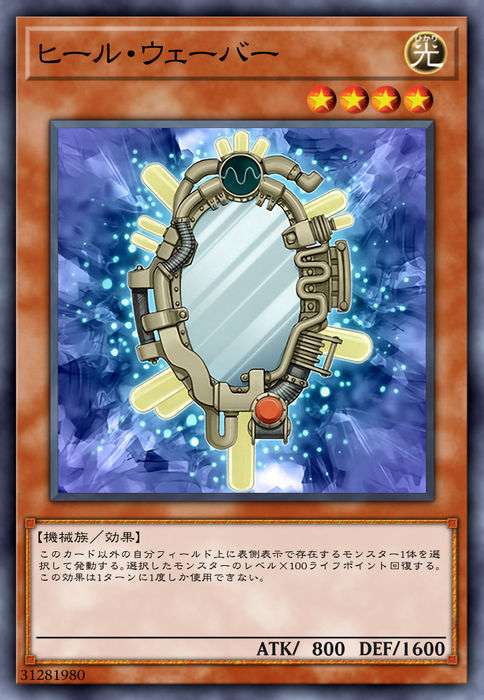 ヒール・ウェーバー
ひかり
光
【機械族／効果】
このカード以外の自分フィールド上に表側表示で存在するモンスター1体を選
択して発動する。選択したモンスターのレベル×100ライフポイント回復する。
この効果は1ターンに1度しか使用できない。
ATK/ 800 DEF/1600
31281980